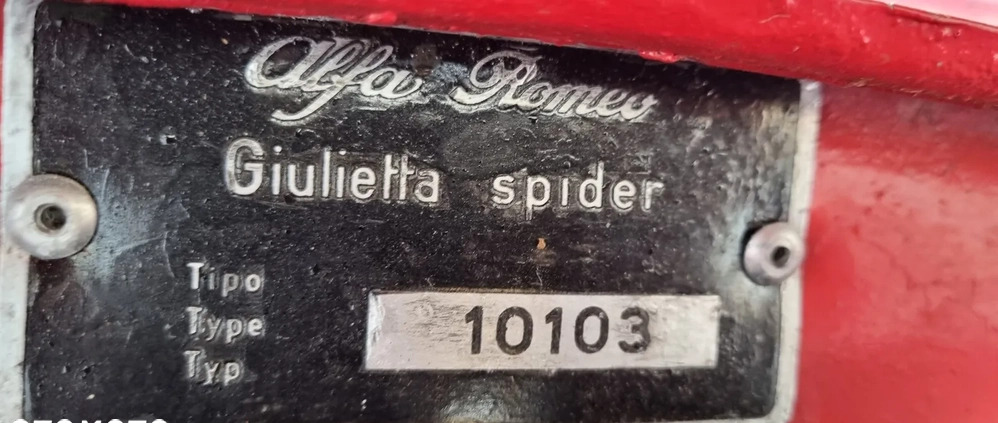 Alfa Romeo
Giulietta spider
Tipo
Type
Typ
10103